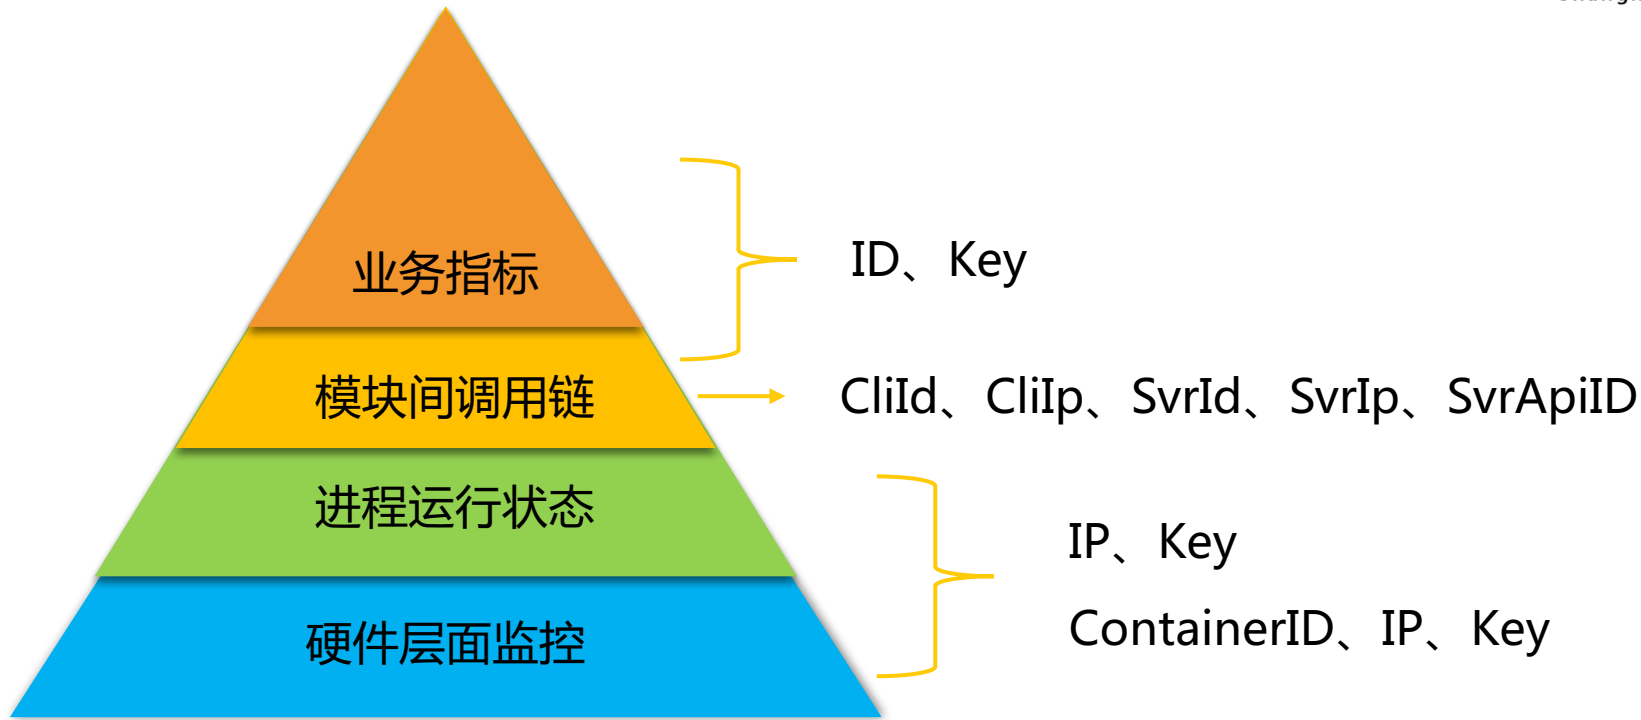 业务指标
ID、Key
模块间调用链
CliId、CliIp、SvrId、SvrIp、SvrApiID
进程运行状态
IP、Key
ContainerID、IP、Key
硬件层面监控